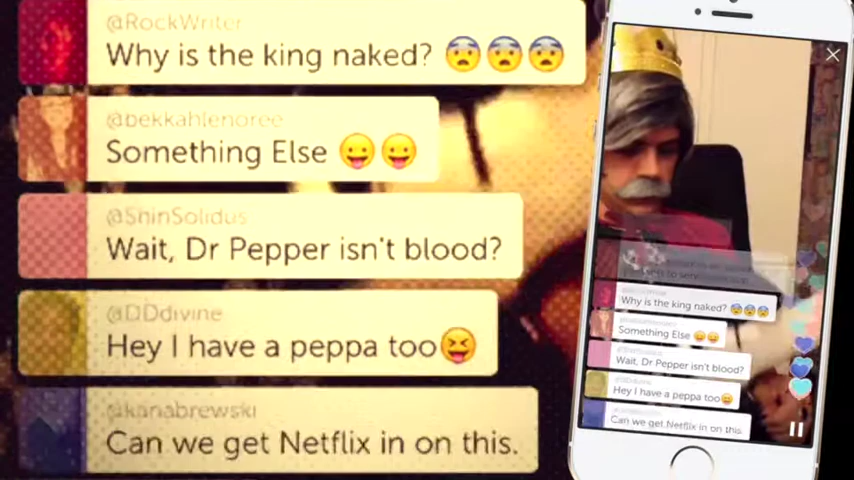 @RockWriter
Why is the king naked? 😨😨😨
@bekkahlenoree
Something Else 😛😛
@ShinSolidus
Wait, Dr Pepper isn't blood?
@DDdivine
Hey I have a peppa too😝
@kanabrewski
Can we get Netflix in on this.
Why is the king naked? 😨😨😨
Something Else 😛😛
Wait, Dr Pepper isn't blood?
Hey I have a peppa too😝
Can we get Netflix in on this.